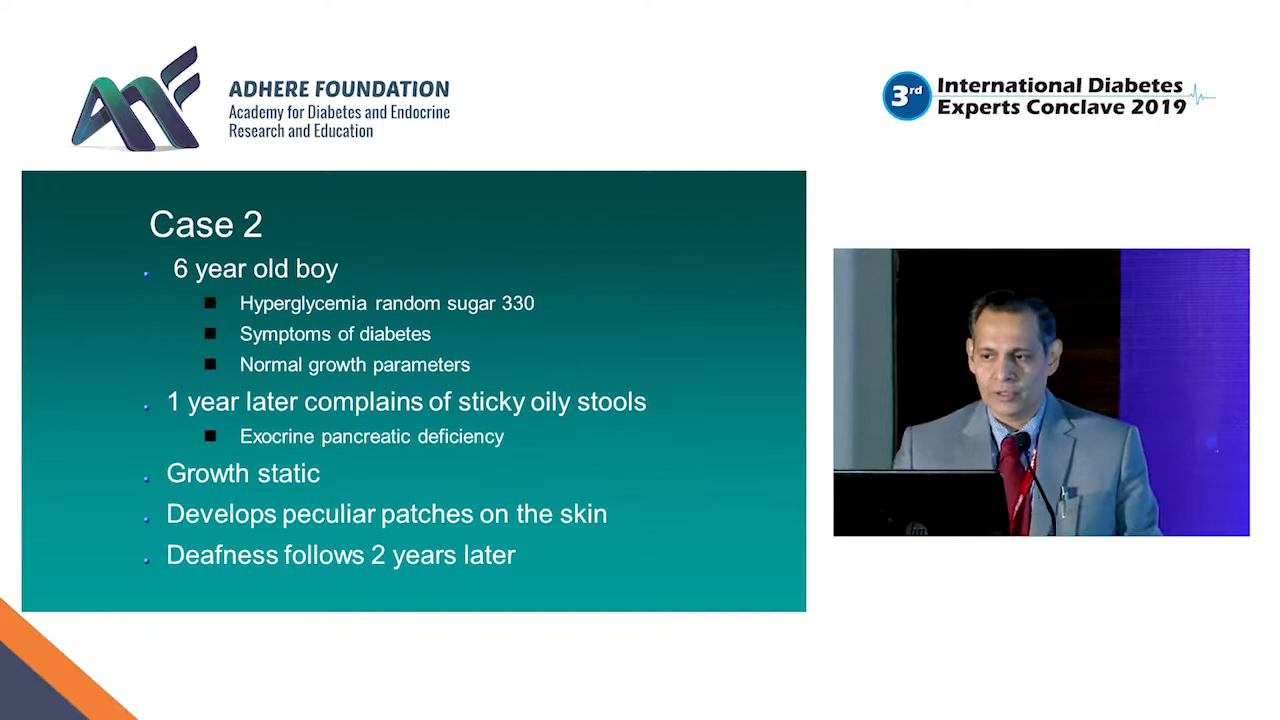 ADHERE FOUNDATION
Academy for Diabetes and Endocrine
Research and Education
3rd
International Diabetes
Experts Conclave 2019
Case 2
6 year old boy
Hyperglycemia random sugar 330
Symptoms of diabetes
Normal growth parameters
1 year later complains of sticky oily stools
Exocrine pancreatic deficiency
Growth static
Develops peculiar patches on the skin
Deafness follows 2 years later
hp